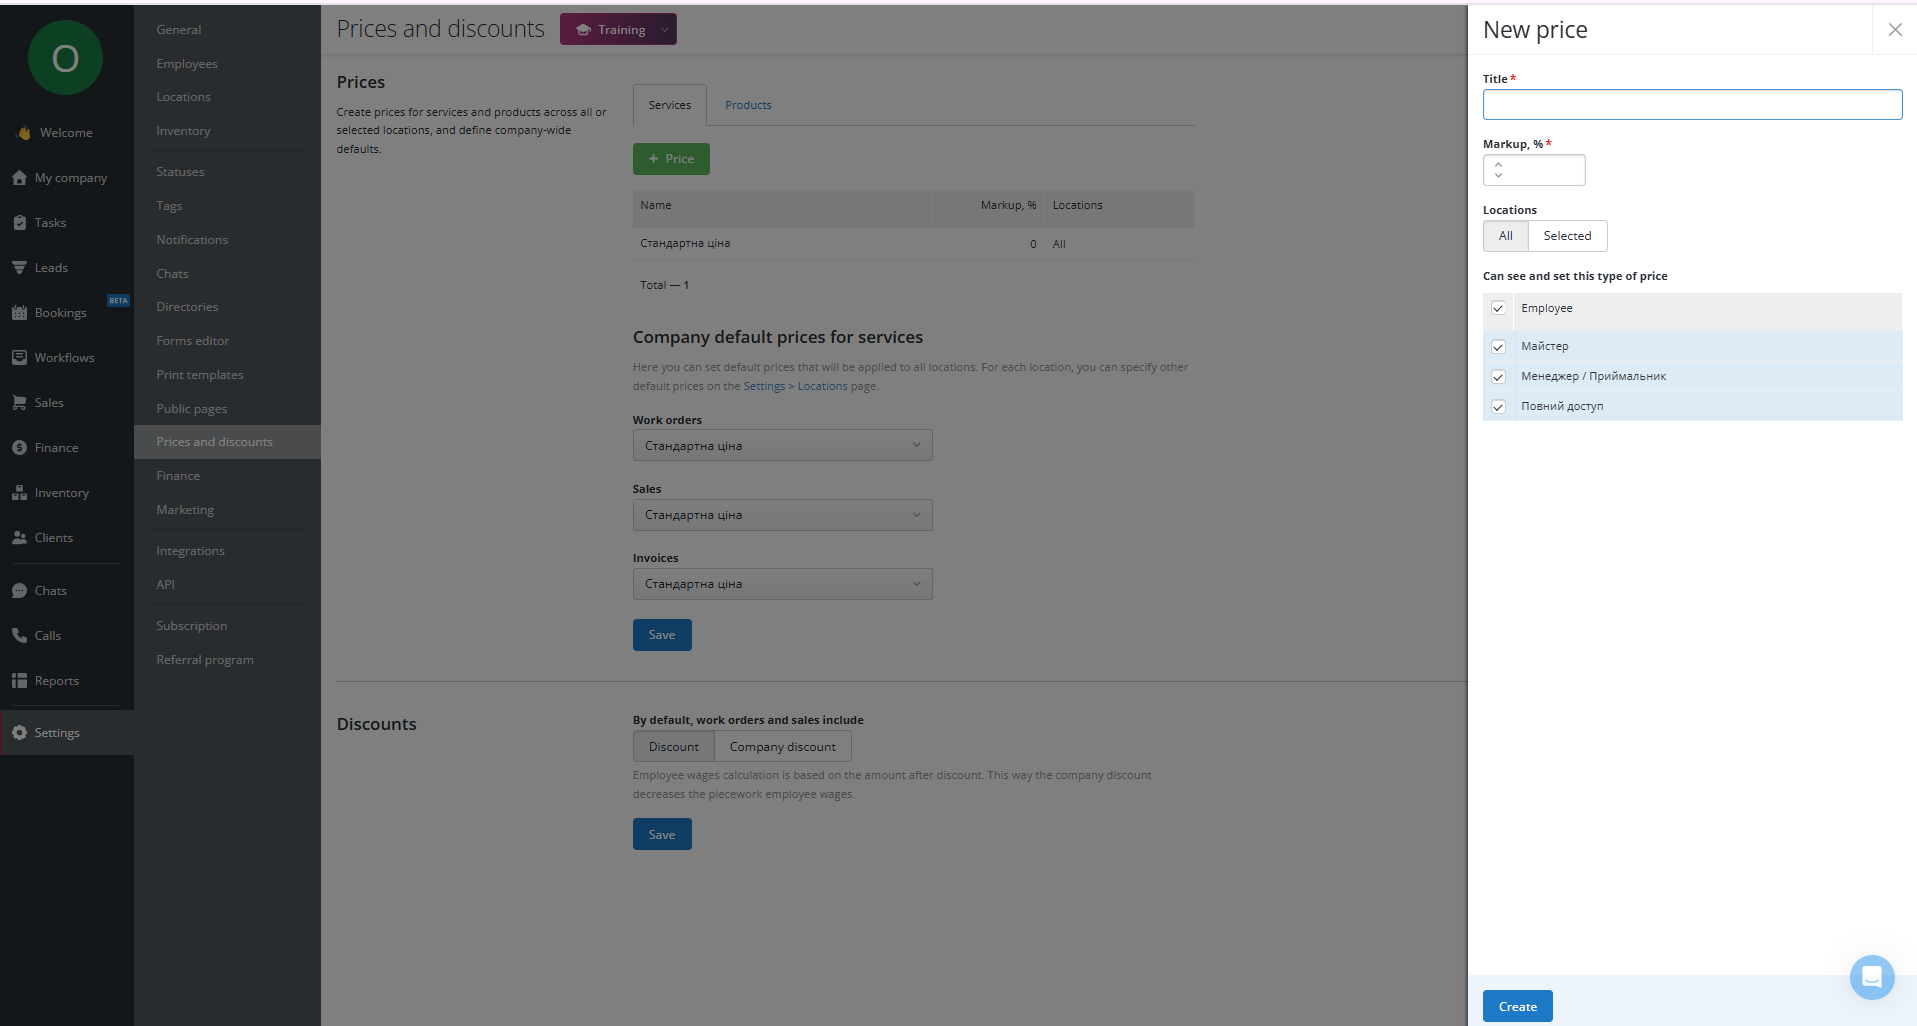 O
Welcome
My company
Tasks
Leads
BETA
Bookings
Workflows
Sales
Finance
Inventory
Clients
Chats
Calls
Reports
Settings
General
Employees
Locations
Inventory
Statuses
Tags
Notifications
Chats
Directories
Forms editor
Print templates
Public pages
Prices and discounts
Finance
Marketing
Integrations
API
Subscription
Referral program
Prices and discounts
Training
Prices
Create prices for services and products across all or
selected locations, and define company-wide
defaults.
Services Products
+ Price
Name Markup, % Locations
Стандартна ціна 0 All
Total — 1
Company default prices for services
Here you can set default prices that will be applied to all locations. For each location, you can specify other
default prices on the Settings > Locations page.
Work orders
Стандартна ціна
Sales
Стандартна ціна
Invoices
Стандартна ціна
Save
Discounts
By default, work orders and sales include
Discount Company discount
Employee wages calculation is based on the amount after discount. This way the company discount
decreases the piecework employee wages.
Save
New price
Title *
Markup, % *
Locations
All Selected
Can see and set this type of price
Employee
Майстер
Менеджер / Приймальник
Повний доступ
Create